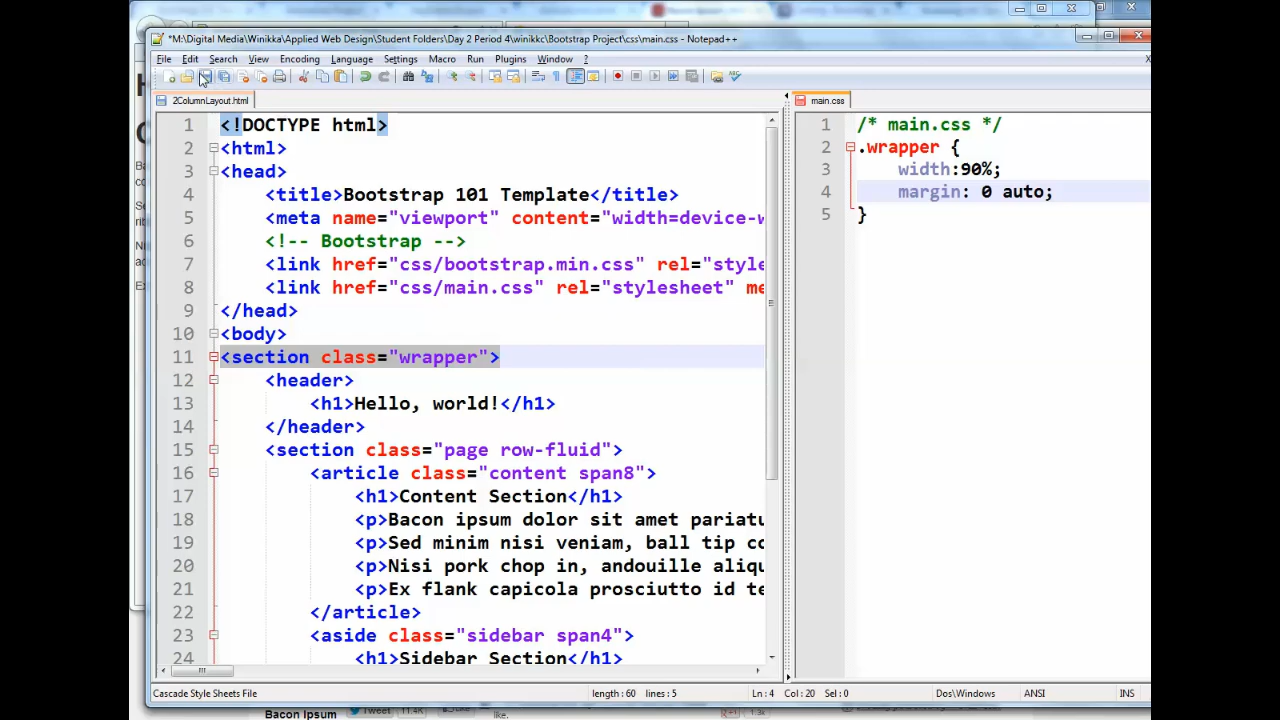 *M:\Digital Media\Winikka\Applied Web Design\Student Folders\Day 2 Period 4\winikkc\Bootstrap Project\css\main.css - Notepad++
File Edit Search View Encoding Language Settings Macro Run Plugins Window ? X
2ColumnLayout.html
1 <!DOCTYPE html>
2 <html>
3 <head>
4 <title>Bootstrap 101 Template</title>
5 <meta name="viewport" content="width=device-w
6 <!-- Bootstrap -->
7 <link href="css/bootstrap.min.css" rel="style
8 <link href="css/main.css" rel="stylesheet" me
9 </head>
10 <body>
11 <section class="wrapper">
12 <header>
13 <h1>Hello, world!</h1>
14 </header>
15 <section class="page row-fluid">
16 <article class="content span8">
17 <h1>Content Section</h1>
18 <p>Bacon ipsum dolor sit amet pariatu
19 <p>Sed minim nisi veniam, ball tip co
20 <p>Nisi pork chop in, andouille aliqu
21 <p>Ex flank capicola prosciutto id te
22 </article>
23 <aside class="sidebar span4">
24 <h1>Sidebar Section</h1>
main.css
1 /* main.css */
2 .wrapper {
3 width:90%;
4 margin: 0 auto;
5 }
Cascade Style Sheets File length : 60 lines : 5 Ln : 4 Col : 20 Sel : 0 Dos\Windows ANSI INS
Bacon Ipsum Tweet 11.4K Like like. +1 1.3k